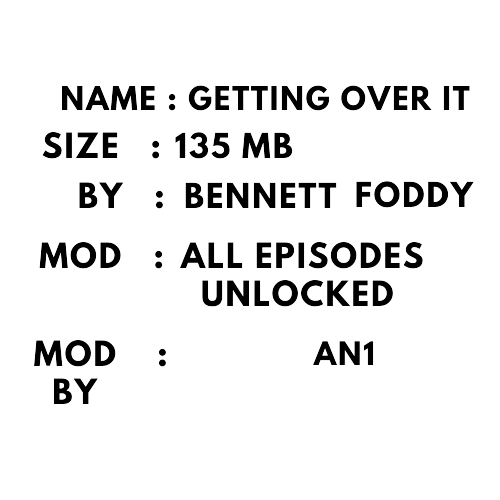 NAME : GETTING OVER IT
SIZE : 135 MB
BY : BENNETT FODDY
MOD : ALL EPISODES
UNLOCKED
MOD : AN1
BY